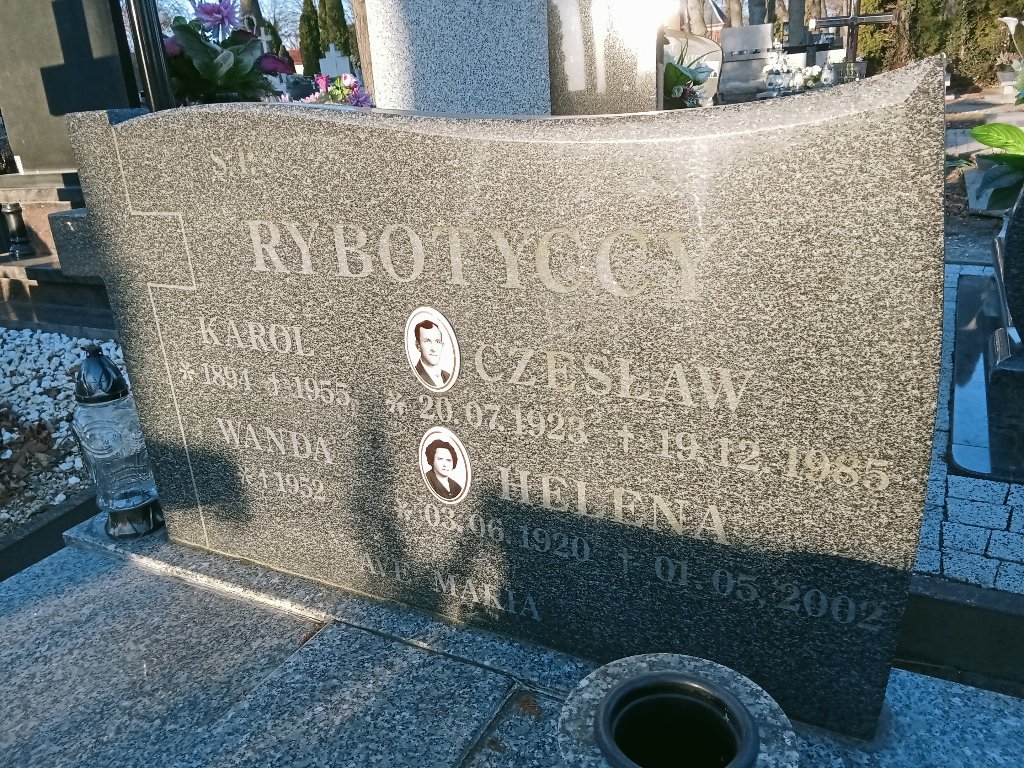 Ś.P.
RYBOTYCCY
KAROL
* 1894 † 1955
WANDA
*† 1952
CZESŁAW
* 20.07.1923 † 19.12.1985
HELENA
* 03.06.1920 † 01.05.2002
AVE MARIA